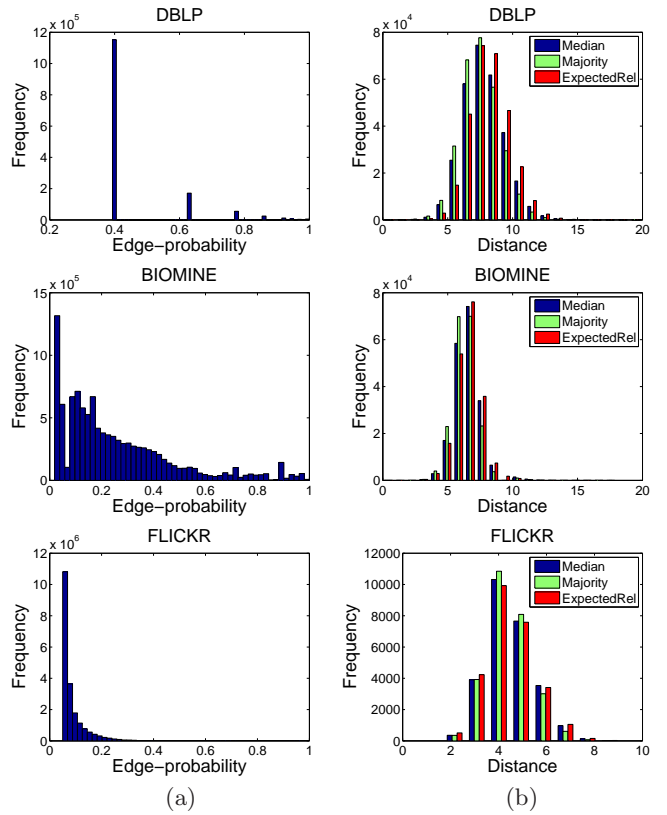 DBLP
x 10^5
12
10
8
6
4
2
0
0.2 0.4 0.6 0.8 1
Frequency
Edge-probability
DBLP
x 10^4
8
6
4
2
0
0 5 10 15 20
Frequency
Distance
Median
Majority
ExpectedRel
BIOMINE
x 10^5
15
10
5
0
0 0.2 0.4 0.6 0.8 1
Frequency
Edge-probability
BIOMINE
x 10^4
8
6
4
2
0
0 5 10 15 20
Frequency
Distance
Median
Majority
ExpectedRel
FLICKR
x 10^6
12
10
8
6
4
2
0
0 0.2 0.4 0.6 0.8 1
Frequency
Edge-probability
FLICKR
12000
10000
8000
6000
4000
2000
0
0 2 4 6 8 10
Frequency
Distance
Median
Majority
ExpectedRel
(a) (b)